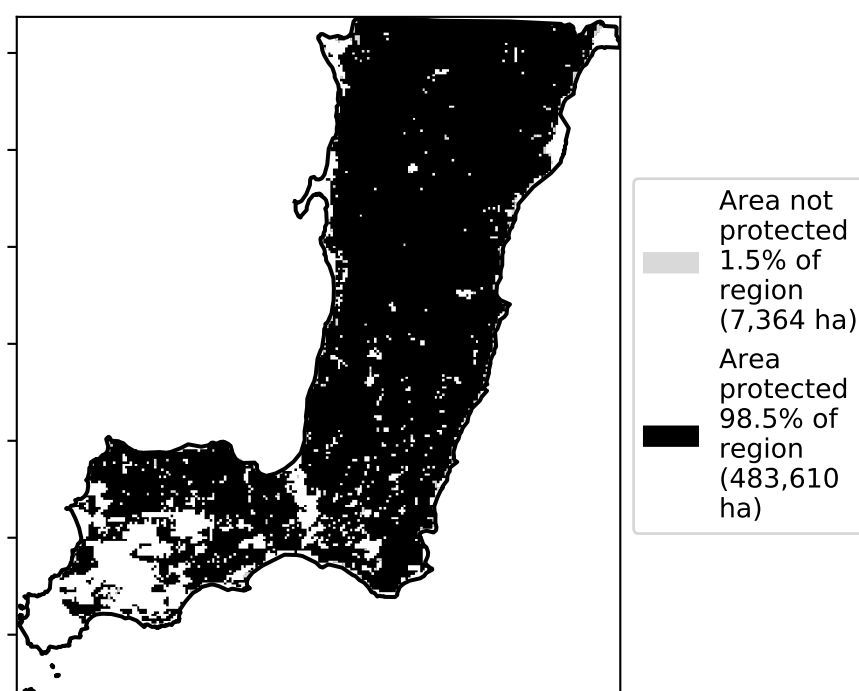 Area not
protected
1.5% of
region
(7,364 ha)
Area
protected
98.5% of
region
(483,610
ha)